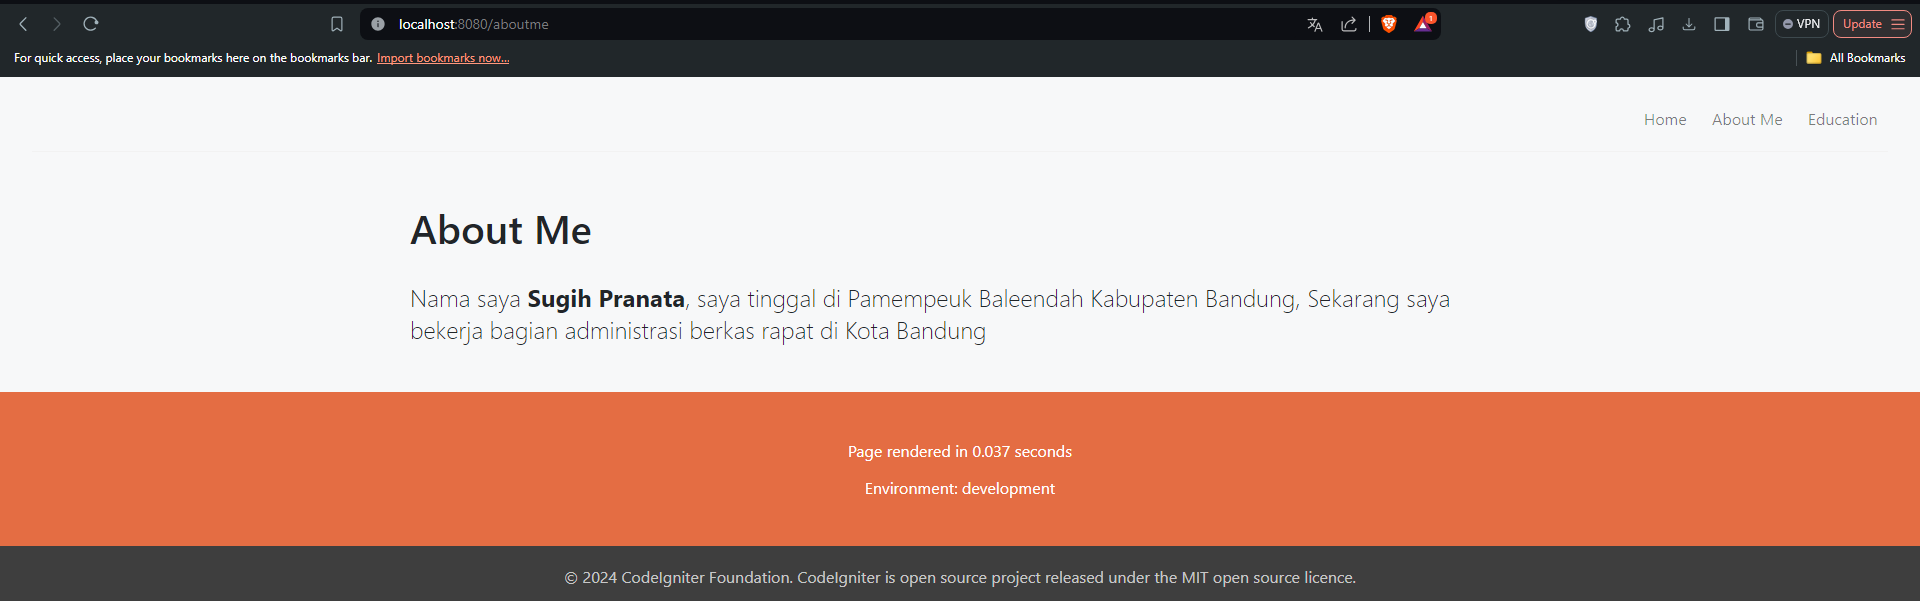 localhost:8080/aboutme
1
VPN
Update
For quick access, place your bookmarks here on the bookmarks bar. Import bookmarks now...
All Bookmarks
Home About Me Education
About Me
Nama saya Sugih Pranata, saya tinggal di Pamempeuk Baleendah Kabupaten Bandung, Sekarang saya
bekerja bagian administrasi berkas rapat di Kota Bandung
Page rendered in 0.037 seconds
Environment: development
© 2024 CodeIgniter Foundation. CodeIgniter is open source project released under the MIT open source licence.